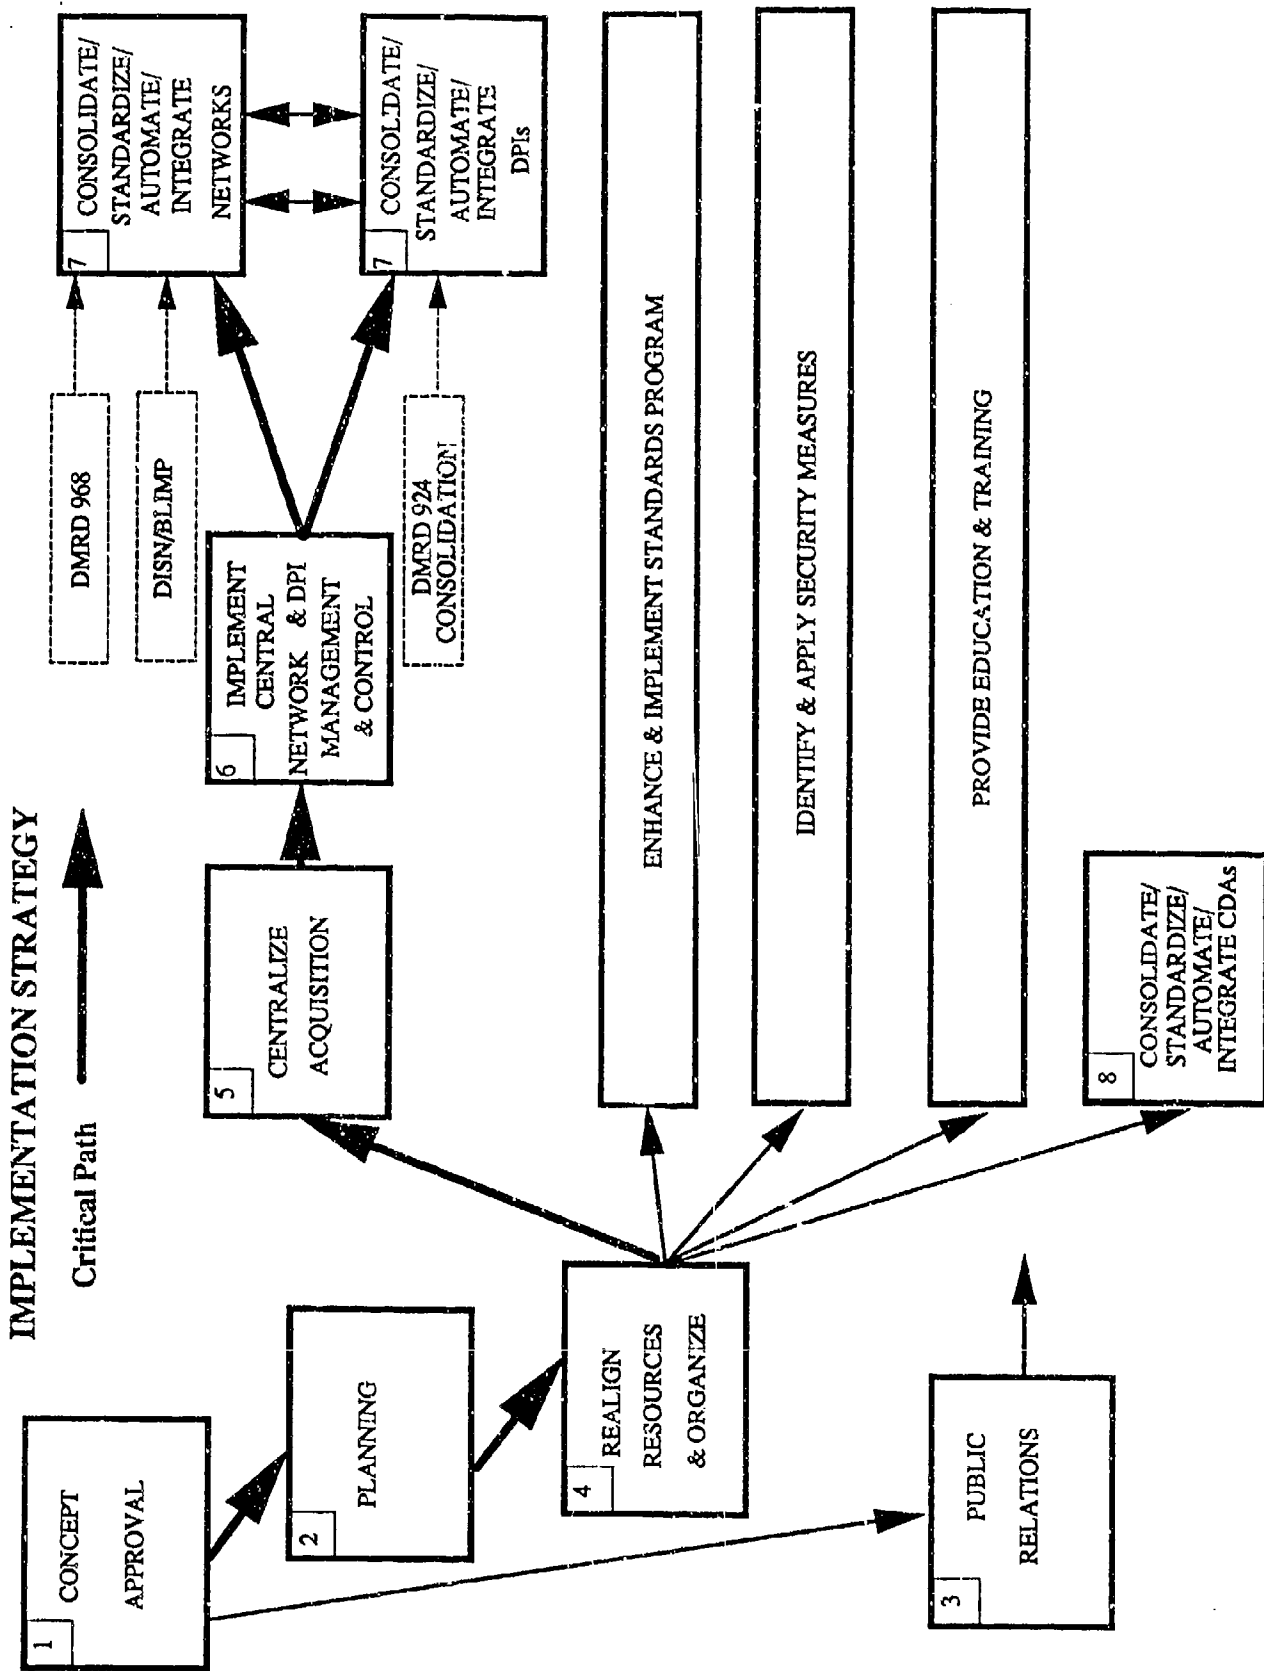 IMPLEMENTATION STRATEGY
Critical Path
1
CONCEPT
APPROVAL
2
PLANNING
3
PUBLIC
RELATIONS
4
REALIGN
RESOURCES
& ORGANIZE
5
CENTRALIZE
ACQUISITION
6
IMPLEMENT
CENTRAL
NETWORK & DPI
MANAGEMENT
& CONTROL
DMRD 968
DISN/BLIMP
DMRD 924
CONSOLIDATION
7
CONSOLIDATE/
STANDARDIZE/
AUTOMATE/
INTEGRATE
NETWORKS
7
CONSOLIDATE/
STANDARDIZE/
AUTOMATE/
INTEGRATE
DPIs
ENHANCE & IMPLEMENT STANDARDS PROGRAM
IDENTIFY & APPLY SECURITY MEASURES
PROVIDE EDUCATION & TRAINING
8
CONSOLIDATE/
STANDARDIZE/
AUTOMATE/
INTEGRATE CDAs